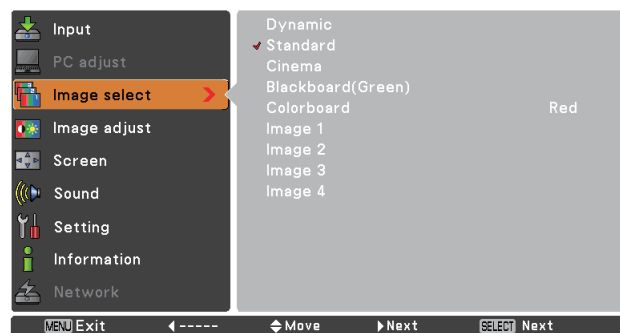 Input
PC adjust
Image select
Image adjust
Screen
Sound
Setting
Information
Network
Dynamic
Standard
Cinema
Blackboard(Green)
Colorboard Red
Image 1
Image 2
Image 3
Image 4
MENU Exit ----- Move Next SELECT Next